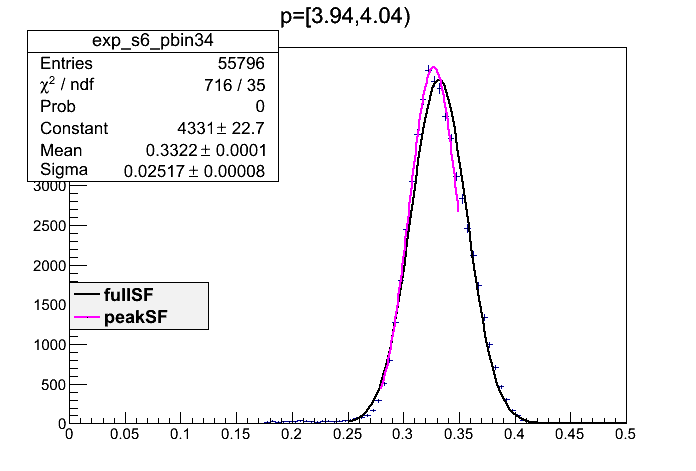 p=[3.94,4.04)
exp_s6_pbin34
Entries 55796
χ² / ndf 716 / 35
Prob 0
Constant 4331 ± 22.7
Mean 0.3322 ± 0.0001
Sigma 0.02517 ± 0.00008
3000
2500
2000
1500
1000
500
0
fullSF
peakSF
0 0.05 0.1 0.15 0.2 0.25 0.3 0.35 0.4 0.45 0.5